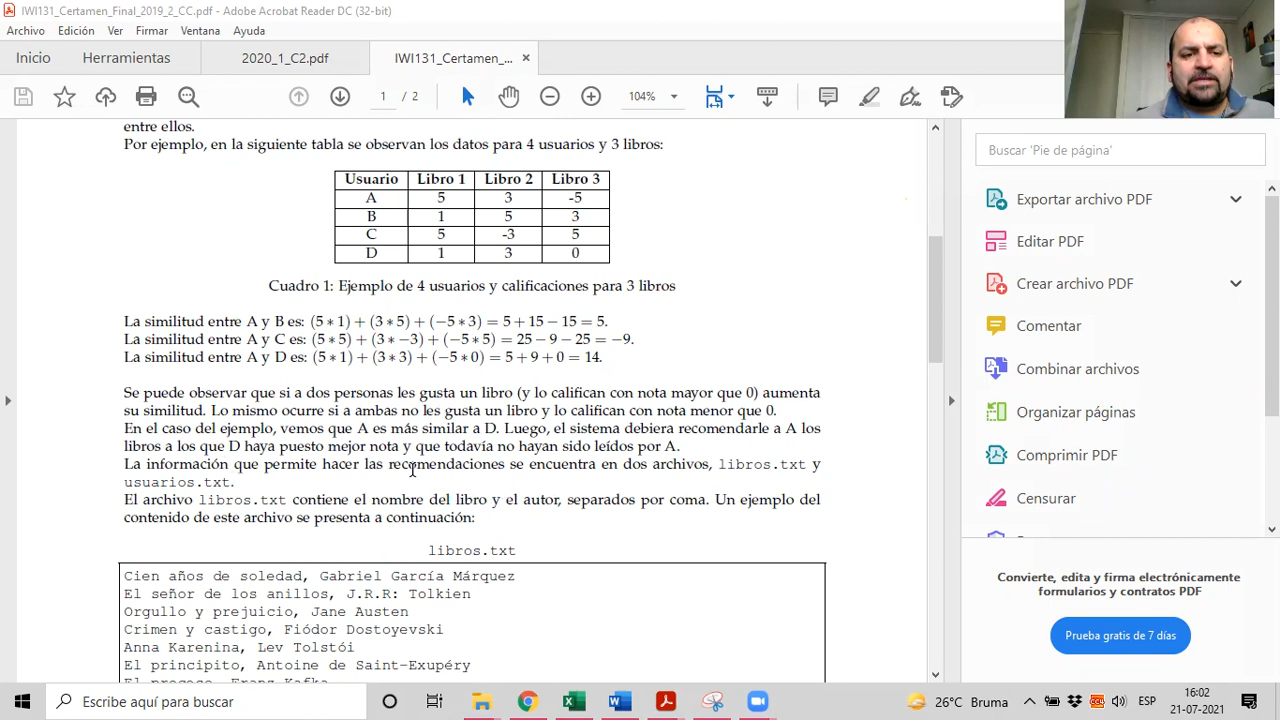 IWI131_Certamen_Final_2019_2_CC.pdf - Adobe Acrobat Reader DC (32-bit)
Archivo Edición Ver Firmar Ventana Ayuda
Inicio Herramientas 2020_1_C2.pdf IWI131_Certamen_... ×
1 / 2 104%
entre ellos.
Por ejemplo, en la siguiente tabla se observan los datos para 4 usuarios y 3 libros:
Usuario Libro 1 Libro 2 Libro 3
A 5 3 -5
B 1 5 3
C 5 -3 5
D 1 3 0
Cuadro 1: Ejemplo de 4 usuarios y calificaciones para 3 libros
La similitud entre A y B es: (5 * 1) + (3 * 5) + (−5 * 3) = 5 + 15 − 15 = 5.
La similitud entre A y C es: (5 * 5) + (3 * −3) + (−5 * 5) = 25 − 9 − 25 = −9.
La similitud entre A y D es: (5 * 1) + (3 * 3) + (−5 * 0) = 5 + 9 + 0 = 14.
Se puede observar que si a dos personas les gusta un libro (y lo califican con nota mayor que 0) aumenta
su similitud. Lo mismo ocurre si a ambas no les gusta un libro y lo califican con nota menor que 0.
En el caso del ejemplo, vemos que A es más similar a D. Luego, el sistema debiera recomendarle a A los
libros a los que D haya puesto mejor nota y que todavía no hayan sido leídos por A.
La información que permite hacer las recomendaciones se encuentra en dos archivos, libros.txt y
usuarios.txt.
El archivo libros.txt contiene el nombre del libro y el autor, separados por coma. Un ejemplo del
contenido de este archivo se presenta a continuación:
libros.txt
Cien años de soledad, Gabriel García Márquez
El señor de los anillos, J.R.R: Tolkien
Orgullo y prejuicio, Jane Austen
Crimen y castigo, Fiódor Dostoyevski
Anna Karenina, Lev Tolstói
El principito, Antoine de Saint-Exupéry
El proceso, Franz Kafka
Buscar 'Pie de página'
Exportar archivo PDF
Editar PDF
Crear archivo PDF
Comentar
Combinar archivos
Organizar páginas
Comprimir PDF
Censurar
Convierte, edita y firma electrónicamente
formularios y contratos PDF
Prueba gratis de 7 días
Escribe aquí para buscar
26°C Bruma ESP 16:02
21-07-2021